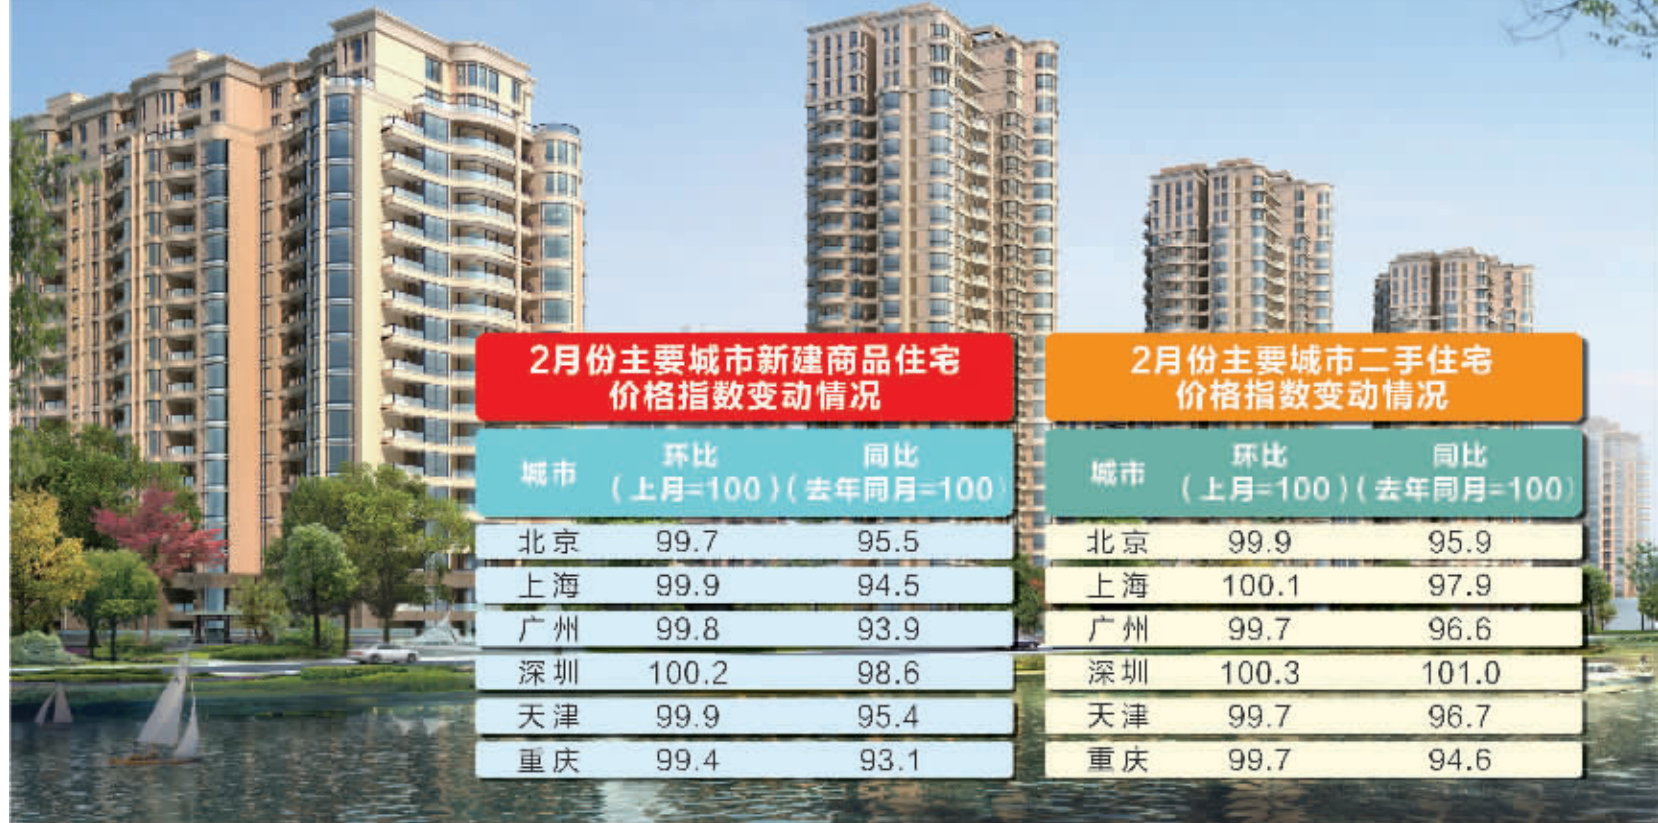 2月份主要城市新建商品住宅
价格指数变动情况
城市 环比 同比
(上月=100) (去年同月=100)
北京 99.7 95.5
上海 99.9 94.5
广州 99.8 93.9
深圳 100.2 98.6
天津 99.9 95.4
重庆 99.4 93.1
2月份主要城市二手住宅
价格指数变动情况
城市 环比 同比
(上月=100) (去年同月=100)
北京 99.9 95.9
上海 100.1 97.9
广州 99.7 96.6
深圳 100.3 101.0
天津 99.7 96.7
重庆 99.7 94.6